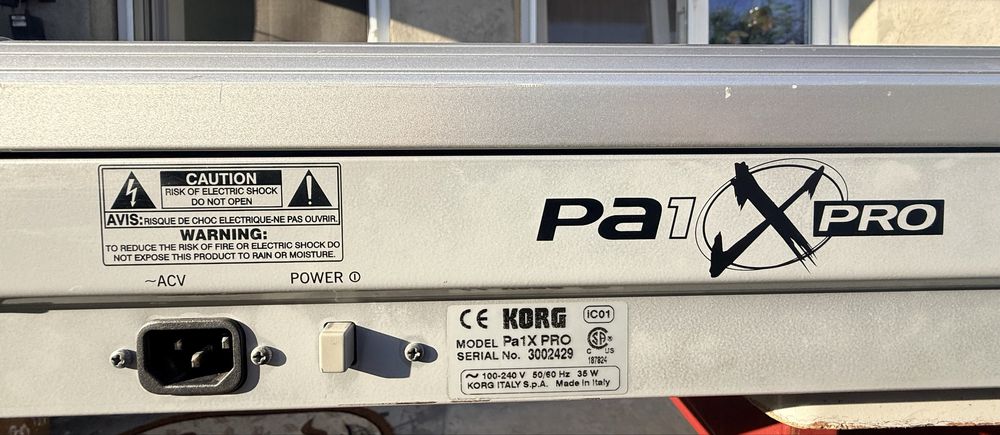 CAUTION
RISK OF ELECTRIC SHOCK
DO NOT OPEN
AVIS: RISQUE DE CHOC ELECTRIQUE-NE PAS OUVRIR.
WARNING:
TO REDUCE THE RISK OF FIRE OR ELECTRIC SHOCK DO
NOT EXPOSE THIS PRODUCT TO RAIN OR MOISTURE.
~ACV
POWER
Pa1X PRO
CE KORG IC01
MODEL Pa1X PRO
SERIAL No. 3002429
C SA US
187824
~ 100-240 V 50/60 Hz 35 W
KORG ITALY S.p.A. Made in Italy